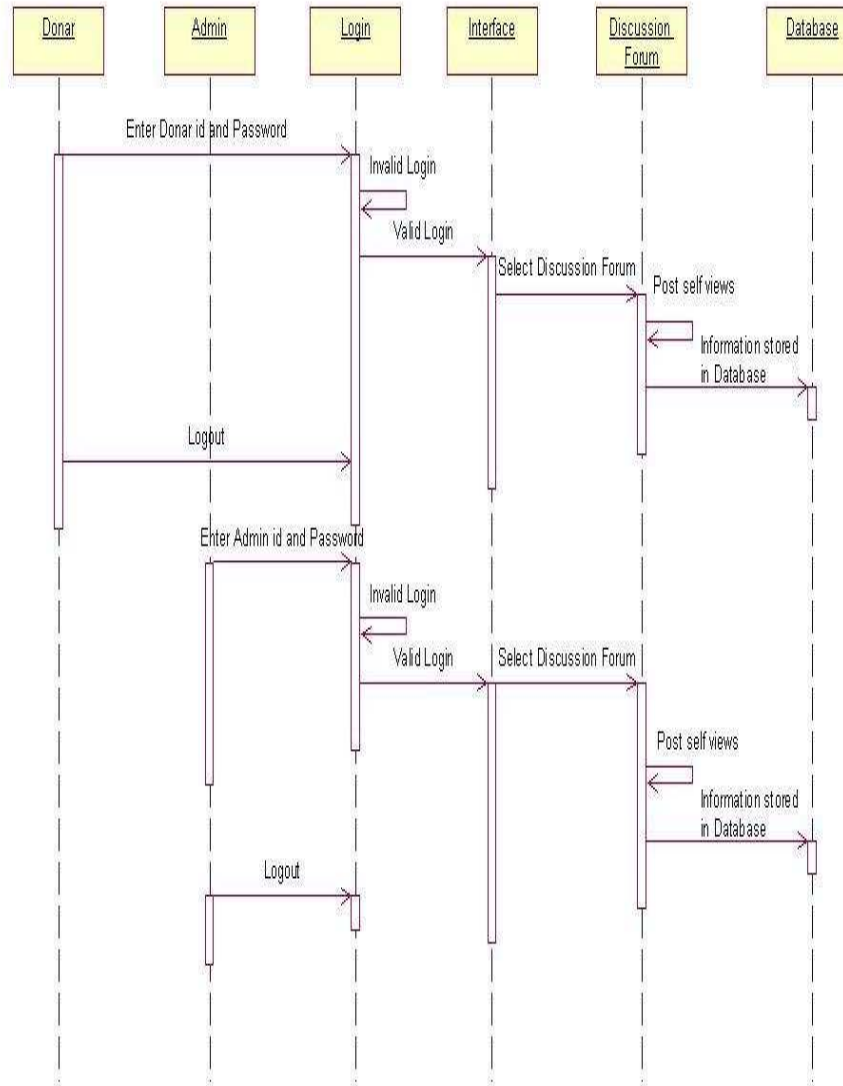 Donar
Admin
Login
Interface
Discussion
Forum
Database
Enter Donar id and Password
Invalid Login
Valid Login
Select Discussion Forum
Post self views
Information stored
in Database
Logout
Enter Admin id and Password
Invalid Login
Valid Login
Select Discussion Forum
Post self views
Information stored
in Database
Logout